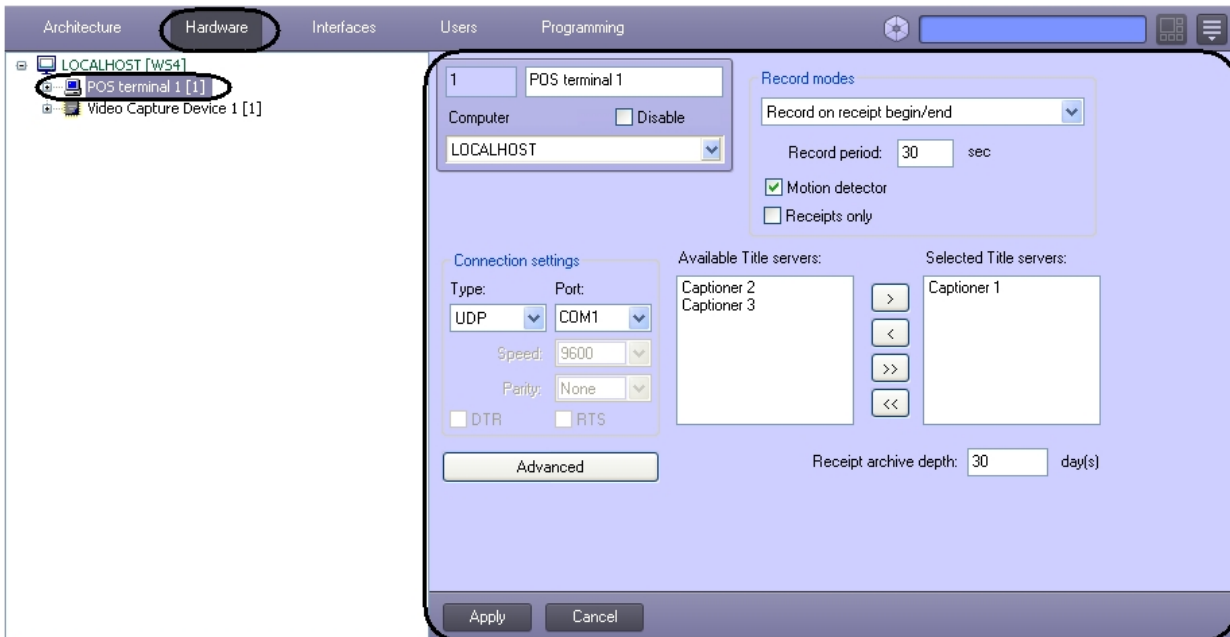 Architecture Hardware Interfaces Users Programming
LOCALHOST [WS4]
POS terminal 1 [1]
Video Capture Device 1 [1]
1 POS terminal 1
Computer Disable
LOCALHOST
Record modes
Record on receipt begin/end
Record period: 30 sec
Motion detector
Receipts only
Connection settings
Type: Port:
UDP COM1
Speed: 9600
Parity: None
DTR RTS
Advanced
Available Title servers:
Captioner 2
Captioner 3
>
<
>>
<<
Selected Title servers:
Captioner 1
Receipt archive depth: 30 day(s)
Apply Cancel